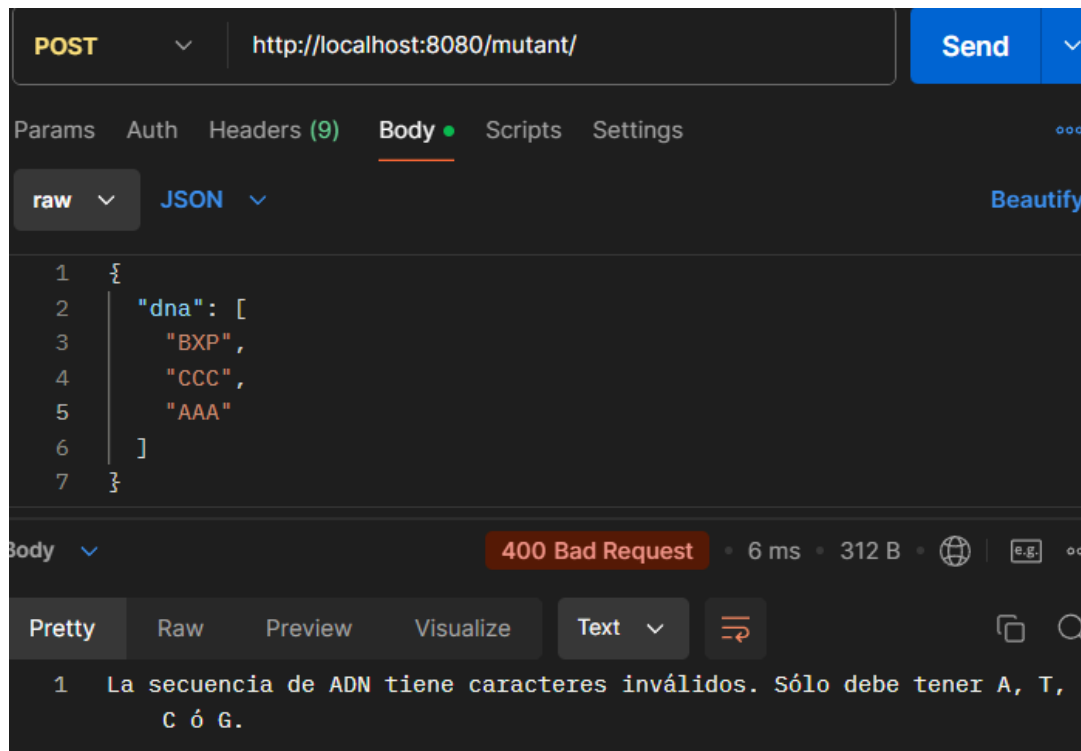 POST http://localhost:8080/mutant/ Send
Params Auth Headers (9) Body Scripts Settings
raw JSON Beautify
1 {
2 "dna": [
3 "BXP",
4 "CCC",
5 "AAA"
6 ]
7 }
Body 400 Bad Request 6 ms 312 B e.g.
Pretty Raw Preview Visualize Text
1 La secuencia de ADN tiene caracteres inválidos. Sólo debe tener A, T,
C ó G.